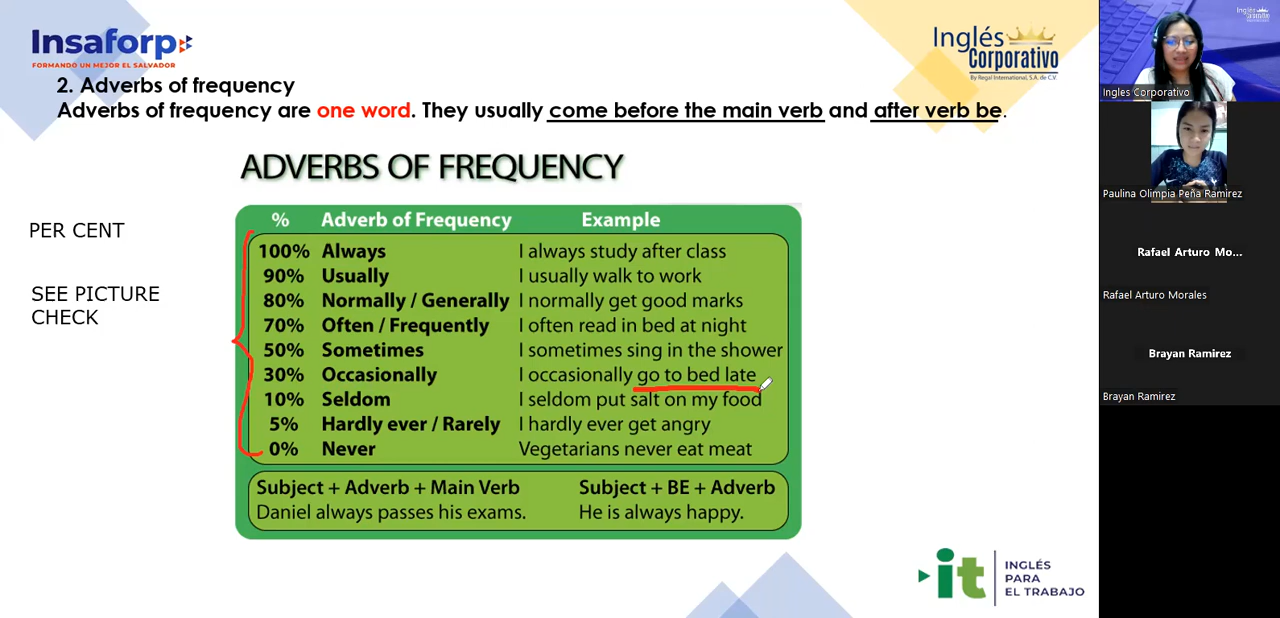 Insaforp
FORMANDO UN MEJOR EL SALVADOR
Inglés
Corporativo
By Regal International, S.A. de C.V.
2. Adverbs of frequency
Adverbs of frequency are one word. They usually come before the main verb and after verb be.
ADVERBS OF FREQUENCY
PER CENT
SEE PICTURE
CHECK
% Adverb of Frequency Example
100% Always I always study after class
90% Usually I usually walk to work
80% Normally / Generally I normally get good marks
70% Often / Frequently I often read in bed at night
50% Sometimes I sometimes sing in the shower
30% Occasionally I occasionally go to bed late
10% Seldom I seldom put salt on my food
5% Hardly ever / Rarely I hardly ever get angry
0% Never Vegetarians never eat meat
Subject + Adverb + Main Verb Subject + BE + Adverb
Daniel always passes his exams. He is always happy.
it
INGLÉS
PARA
EL TRABAJO
Inglés
Ingles Corporativo
Paulina Olimpia Peña Ramirez
Rafael Arturo Mo...
Rafael Arturo Morales
Brayan Ramirez
Brayan Ramirez